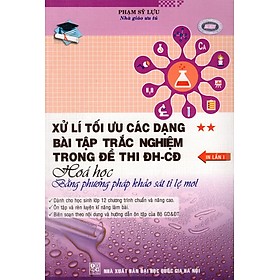 PHẠM SỸ LỰU
Nhà giáo ưu tú
XỬ LÍ TỐI ƯU CÁC DẠNG
BÀI TẬP TRẮC NGHIỆM
TRONG ĐỀ THI ĐH-CĐ
IN LẦN 1
Hoá học
Bằng phương pháp khảo sát tỉ lệ mol
Dành cho học sinh lớp 12 chương trình chuẩn và nâng cao.
Ôn tập và rèn luyện kĩ năng làm bài.
Biên soạn theo nội dung và hướng dẫn ôn tập của Bộ GD&ĐT
NHÀ XUẤT BẢN ĐẠI HỌC QUỐC GIA HÀ NỘI